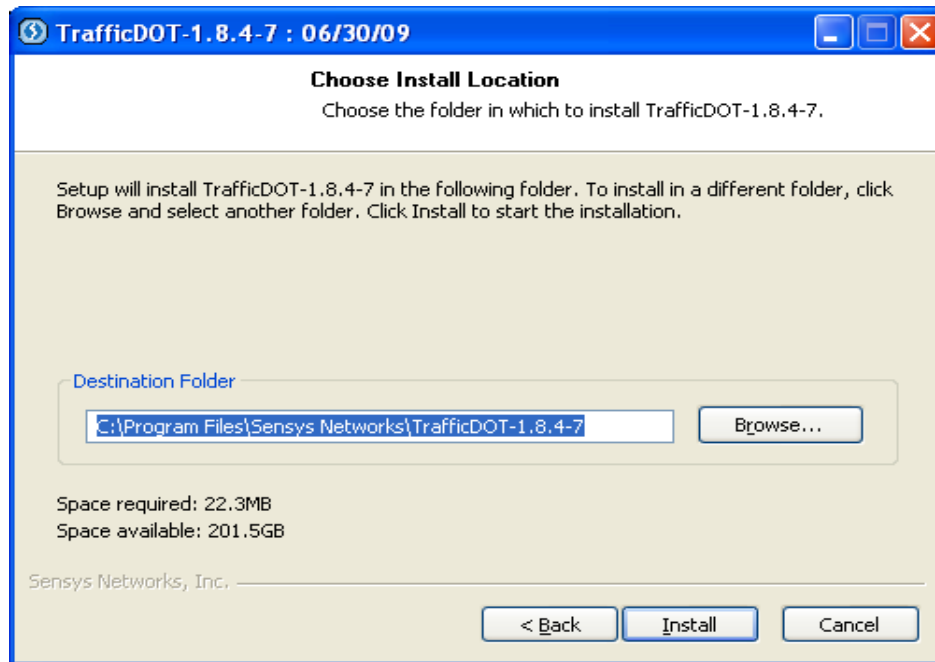 TrafficDOT-1.8.4-7 : 06/30/09
Choose Install Location
Choose the folder in which to install TrafficDOT-1.8.4-7.
Setup will install TrafficDOT-1.8.4-7 in the following folder. To install in a different folder, click
Browse and select another folder. Click Install to start the installation.
Destination Folder
C:\Program Files\Sensys Networks\TrafficDOT-1.8.4-7
Browse...
Space required: 22.3MB
Space available: 201.5GB
Sensys Networks, Inc.
< Back
Install
Cancel